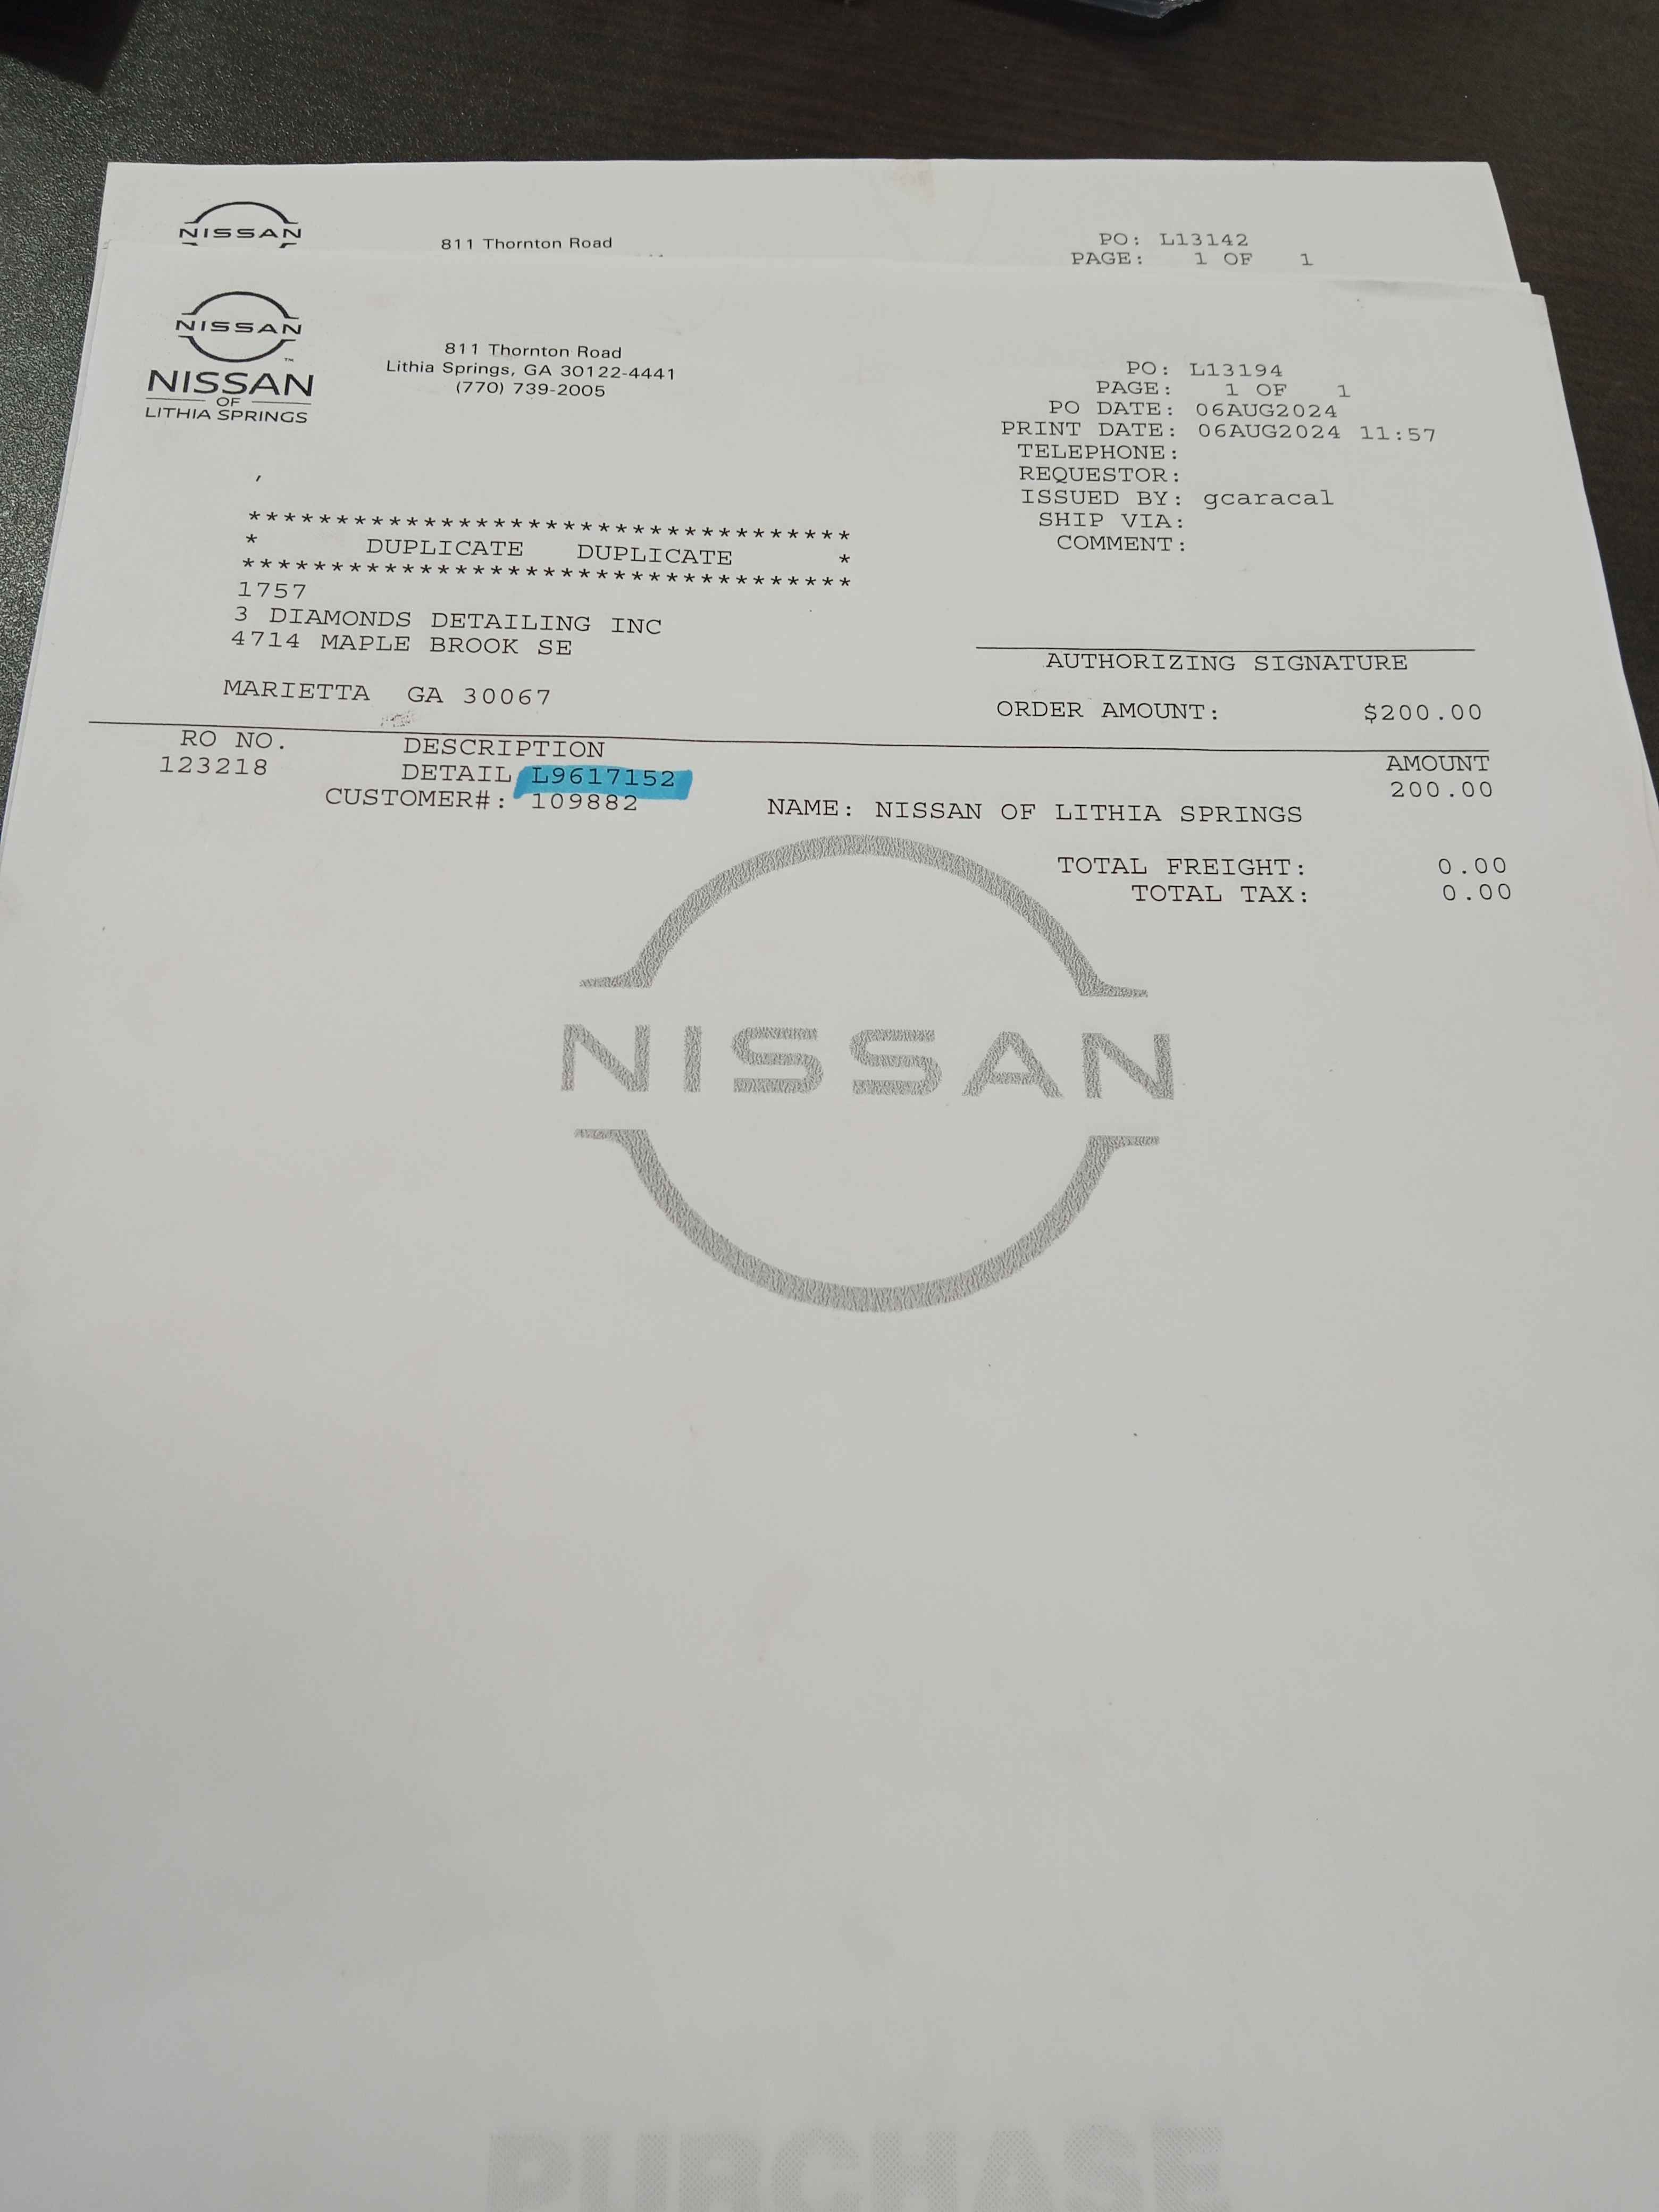 NISSAN
811 Thornton Road
PO: L13142
PAGE: 1 OF 1
NISSAN
NISSAN
OF
LITHIA SPRINGS
811 Thornton Road
Lithia Springs, GA 30122-4441
(770) 739-2005
PO: L13194
PAGE: 1 OF 1
PO DATE: 06AUG2024
PRINT DATE: 06AUG2024 11:57
TELEPHONE:
REQUESTOR:
ISSUED BY: gcaracal
SHIP VIA:
COMMENT:
,
**********************************
* DUPLICATE DUPLICATE *
**********************************
1757
3 DIAMONDS DETAILING INC
4714 MAPLE BROOK SE
MARIETTA GA 30067
AUTHORIZING SIGNATURE
ORDER AMOUNT: $200.00
RO NO. DESCRIPTION AMOUNT
123218 DETAIL L9617152 200.00
CUSTOMER#: 109882 NAME: NISSAN OF LITHIA SPRINGS
TOTAL FREIGHT: 0.00
TOTAL TAX: 0.00
NISSAN
PURCHASE